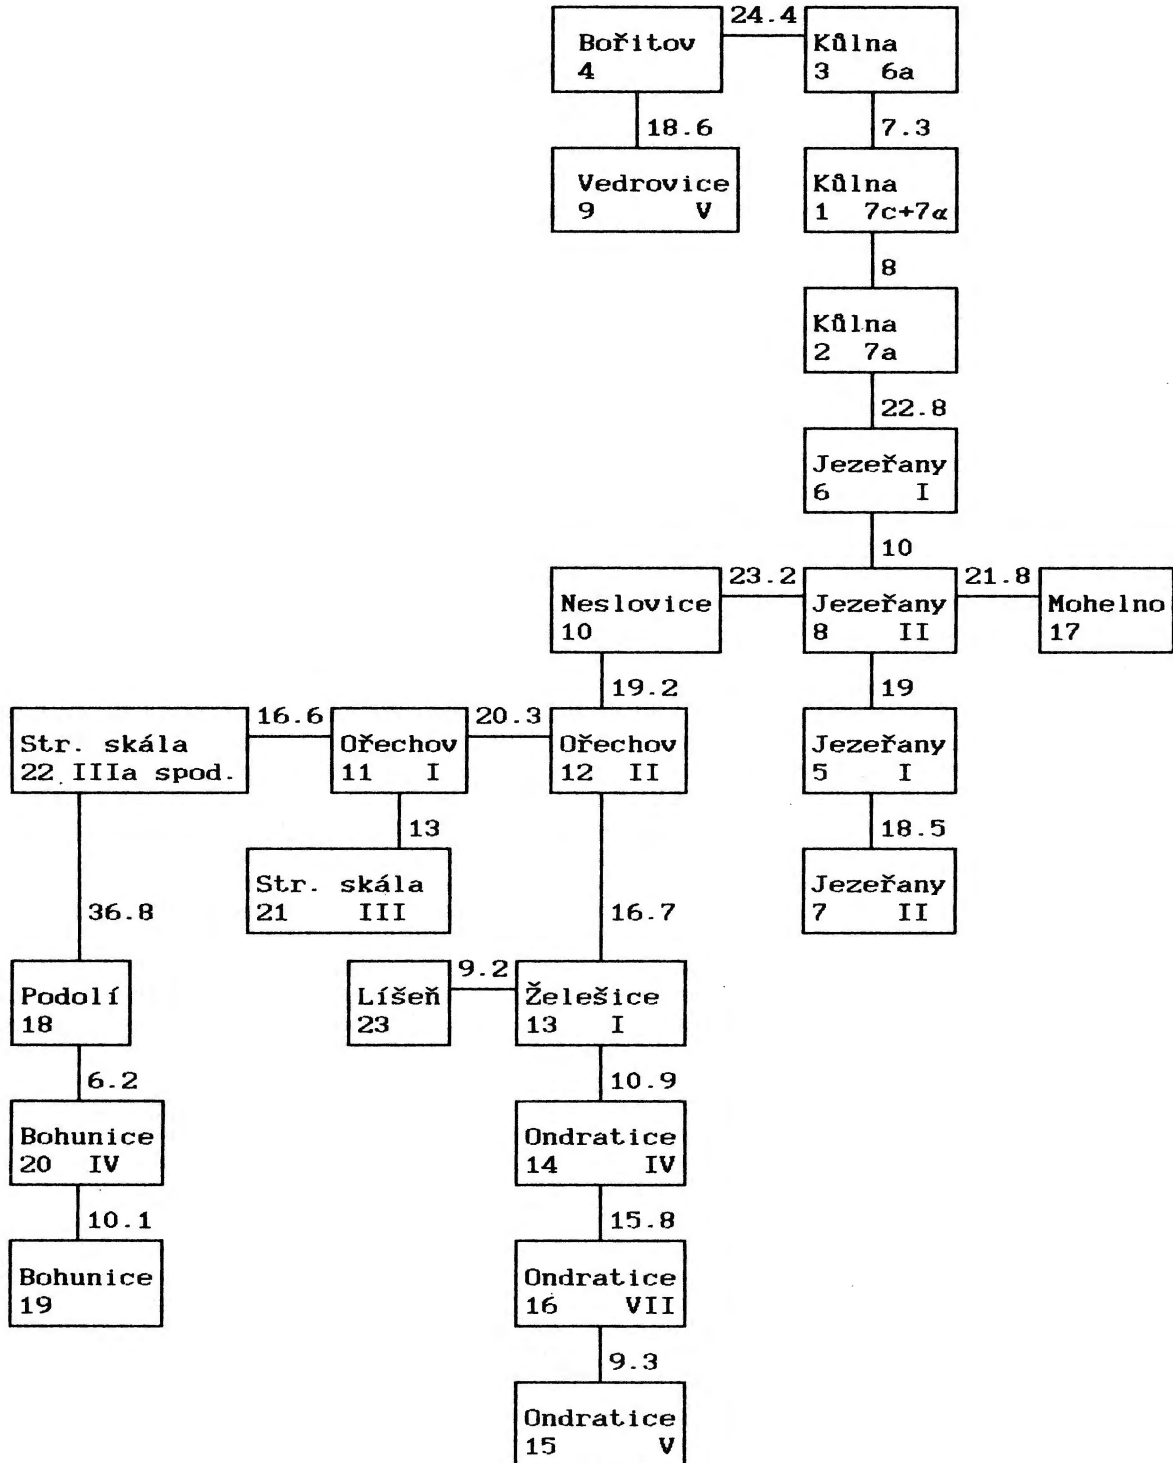 24.4
Bořitov
4
Kůlna
3 6a
18.6
7.3
Vedrovice
9 V
Kůlna
1 7c+7α
8
Kůlna
2 7a
22.8
Jezeřany
6 I
10
23.2
21.8
Neslovice
10
Jezeřany
8 II
Mohelno
17
19.2
19
16.6
20.3
Str. skála
22 IIIa spod.
Ořechov
11 I
Ořechov
12 II
Jezeřany
5 I
13
18.5
Str. skála
21 III
Jezeřany
7 II
36.8
16.7
9.2
Podolí
18
Líšeň
23
Želešice
13 I
6.2
10.9
Bohunice
20 IV
Ondratice
14 IV
10.1
15.8
Bohunice
19
Ondratice
16 VII
9.3
Ondratice
15 V